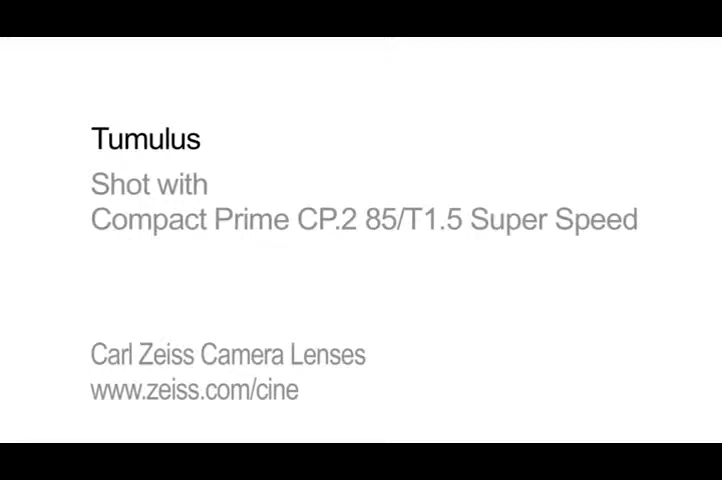 Tumulus
Shot with
Compact Prime CP.2 85/T1.5 Super Speed
Carl Zeiss Camera Lenses
www.zeiss.com/cine